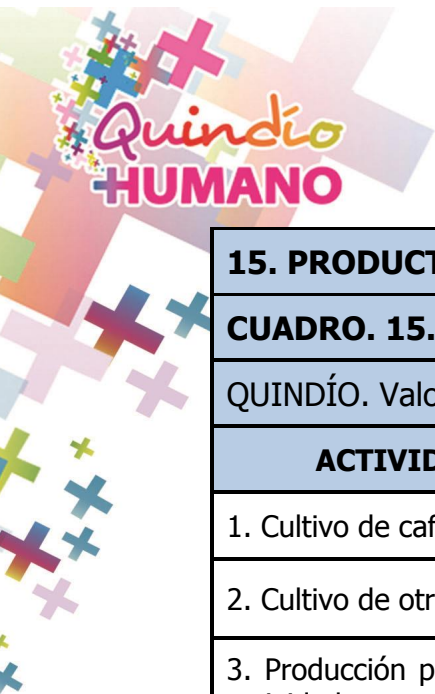 Quindío
HUMANO
15. PRODUCT
CUADRO. 15.
QUINDÍO. Valo
ACTIVID
1. Cultivo de caf
2. Cultivo de otr
3. Producción p